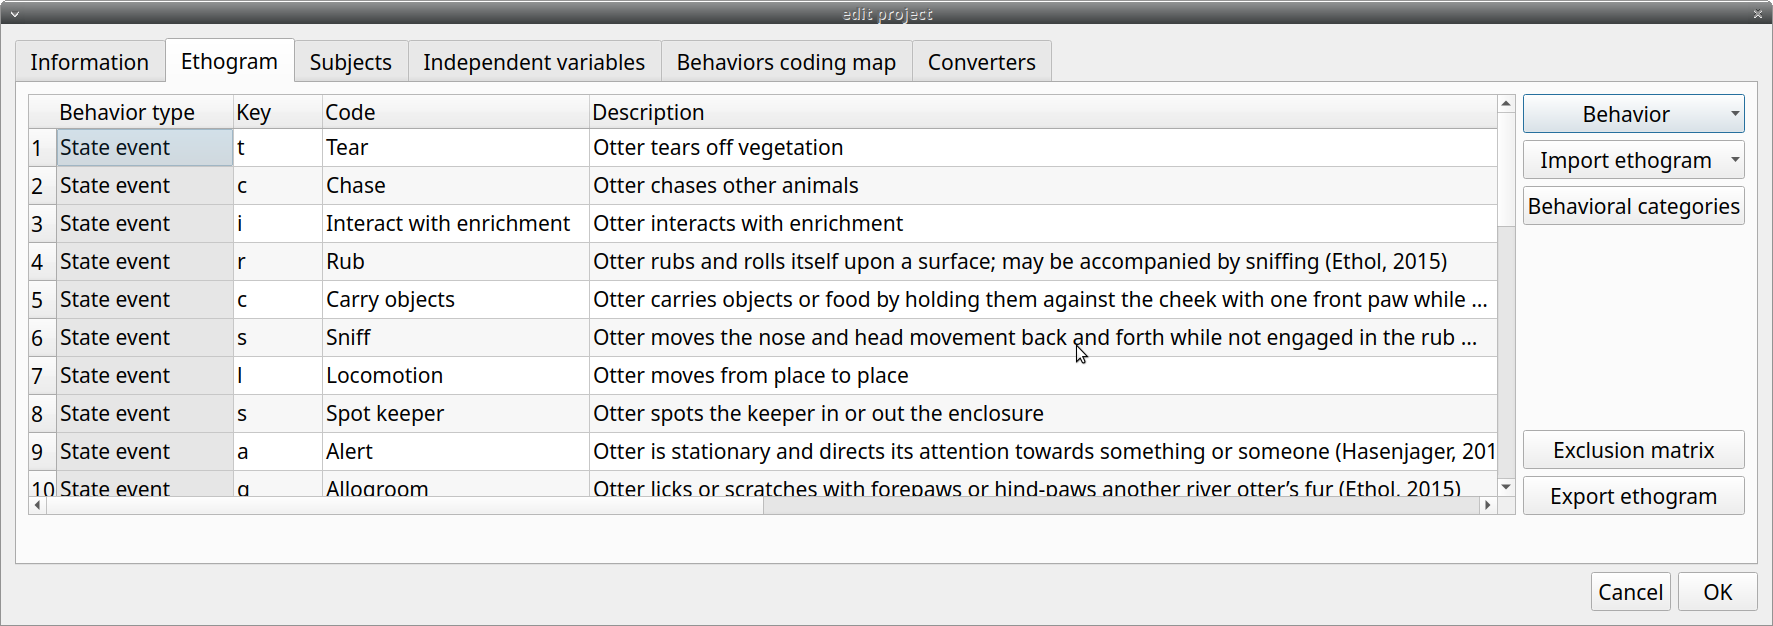 edit project
Information Ethogram Subjects Independent variables Behaviors coding map Converters
Behavior type Key Code Description
1 State event t Tear Otter tears off vegetation
2 State event c Chase Otter chases other animals
3 State event i Interact with enrichment Otter interacts with enrichment
4 State event r Rub Otter rubs and rolls itself upon a surface; may be accompanied by sniffing (Ethol, 2015)
5 State event c Carry objects Otter carries objects or food by holding them against the cheek with one front paw while ...
6 State event s Sniff Otter moves the nose and head movement back and forth while not engaged in the rub ...
7 State event l Locomotion Otter moves from place to place
8 State event s Spot keeper Otter spots the keeper in or out the enclosure
9 State event a Alert Otter is stationary and directs its attention towards something or someone (Hasenjager, 201
10 State event g Allogroom Otter licks or scratches with forepaws or hind-paws another river otter’s fur (Ethol, 2015)
Behavior
Import ethogram
Behavioral categories
Exclusion matrix
Export ethogram
Cancel OK